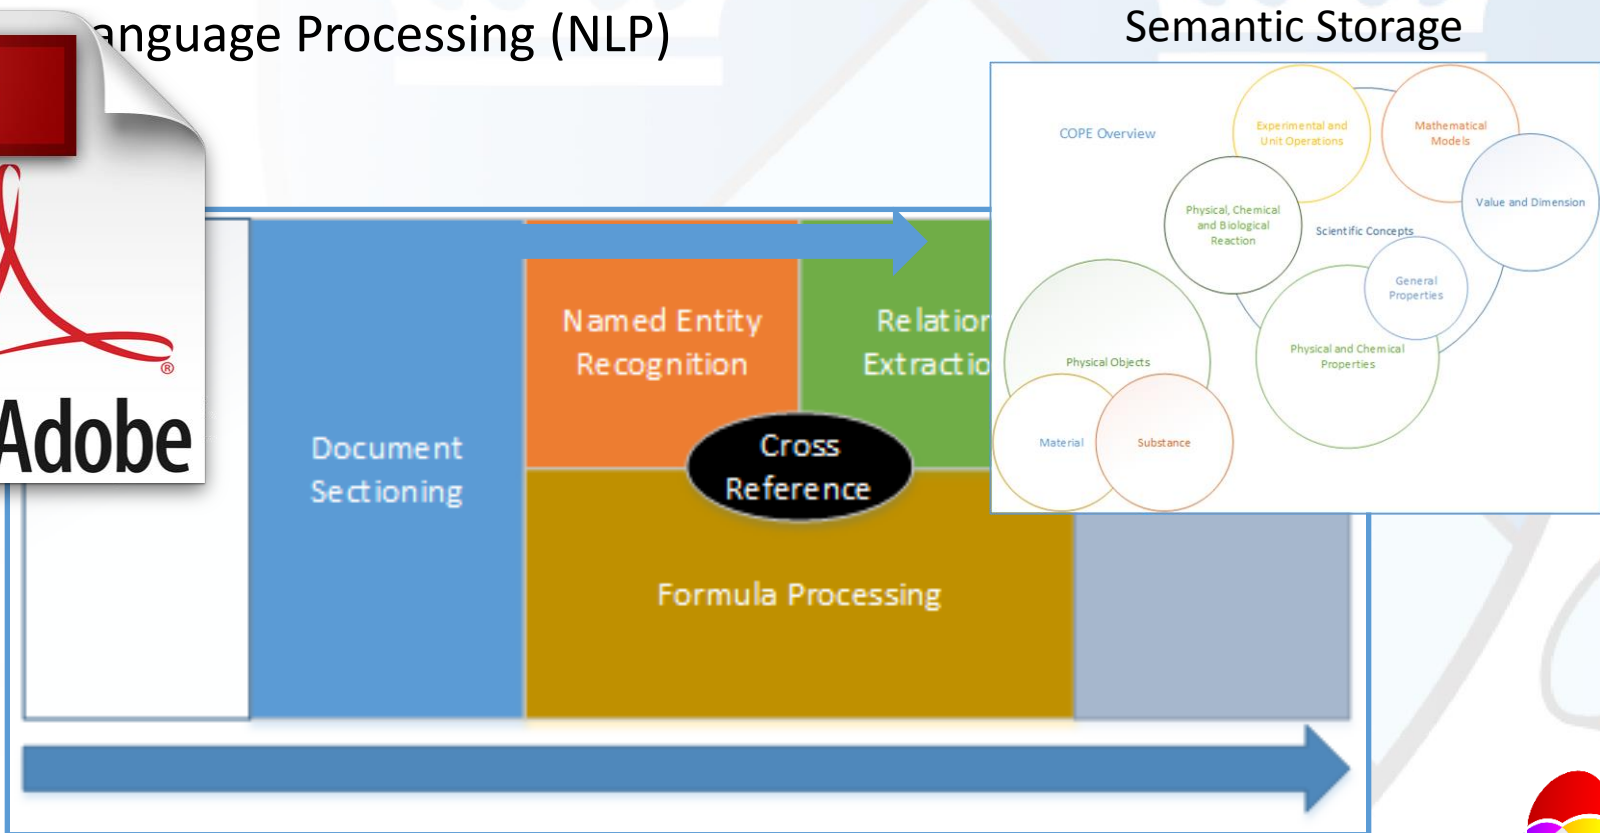 anguage Processing (NLP)
Semantic Storage
COPE Overview
Experimental and
Unit Operations
Mathematical
Models
Value and Dimension
Physical, Chemical
and Biological
Reaction
Scientific Concepts
General
Properties
Physical and Chemical
Properties
Physical Objects
Material
Substance
®
Adobe
Document
Sectioning
Named Entity
Recognition
Relation
Extractio
Cross
Reference
Formula Processing